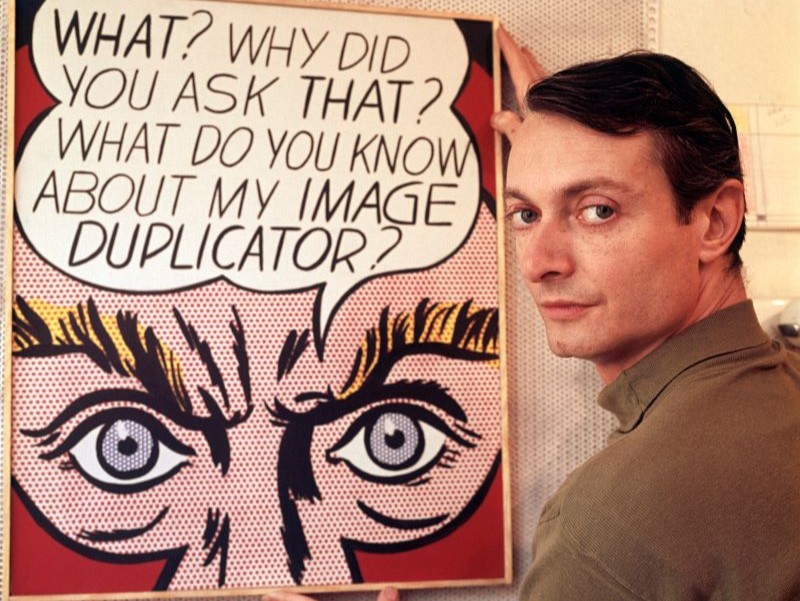 WHAT? WHY DID
YOU ASK THAT?
WHAT DO YOU KNOW
ABOUT MY IMAGE
DUPLICATOR?